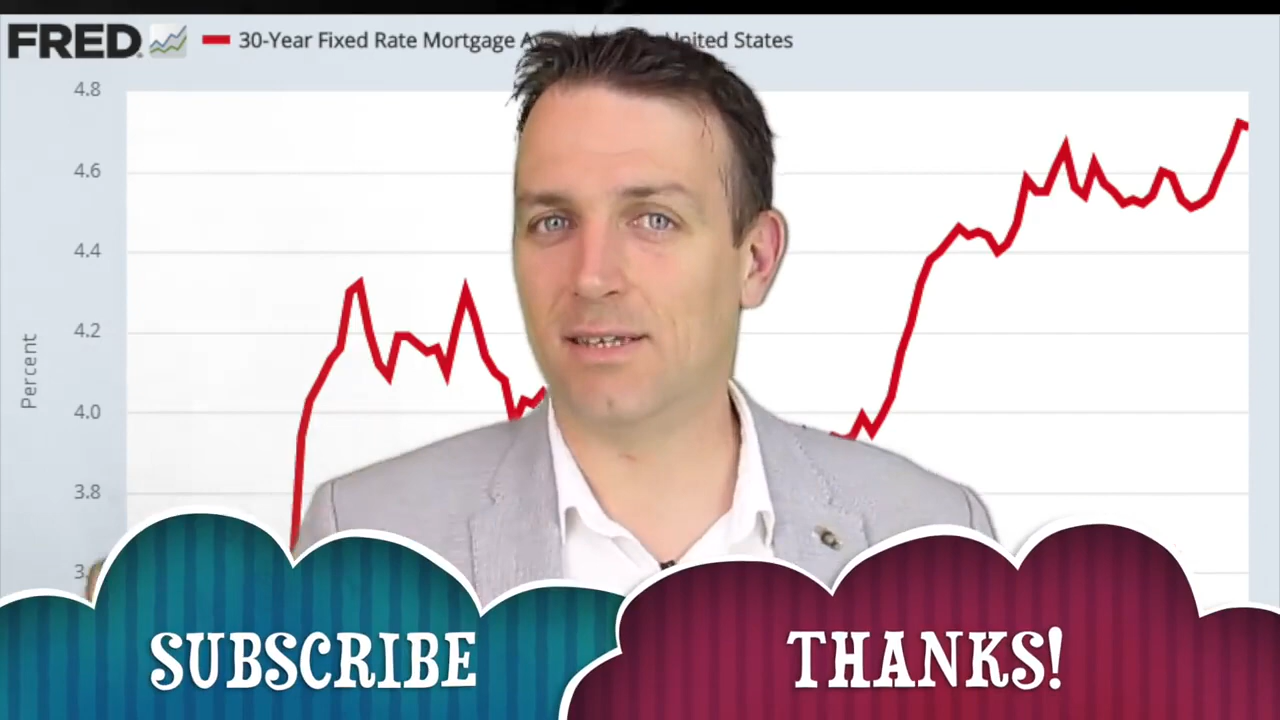 FRED
30-Year Fixed Rate Mortgage United States
4.8
4.6
4.4
4.2
4.0
3.8
Percent
SUBSCRIBE
THANKS!